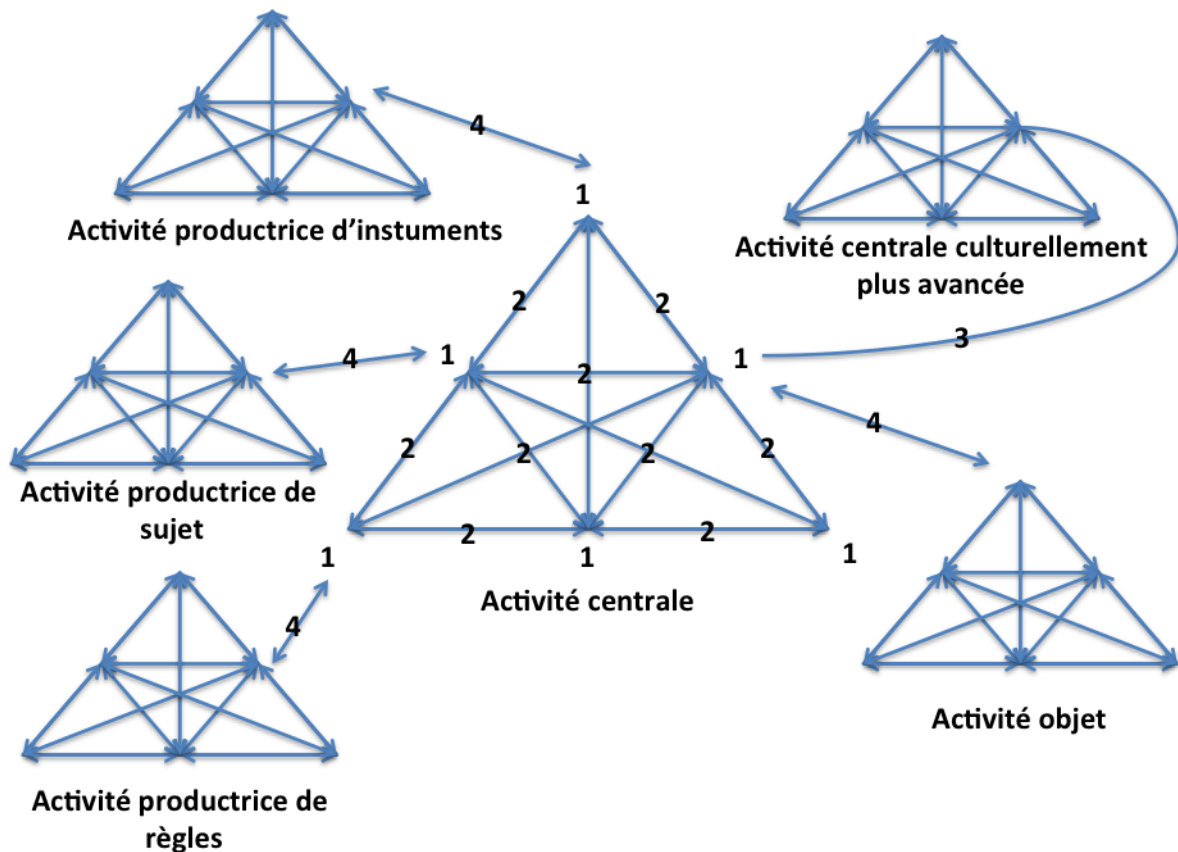 4
1
Activité productrice d'instuments
Activité centrale culturellement
plus avancée
2
2
3
4
1
1
2
4
2
2
2
2
Activité productrice de
sujet
2
2
1
1
1
Activité centrale
4
Activité objet
Activité productrice de
règles